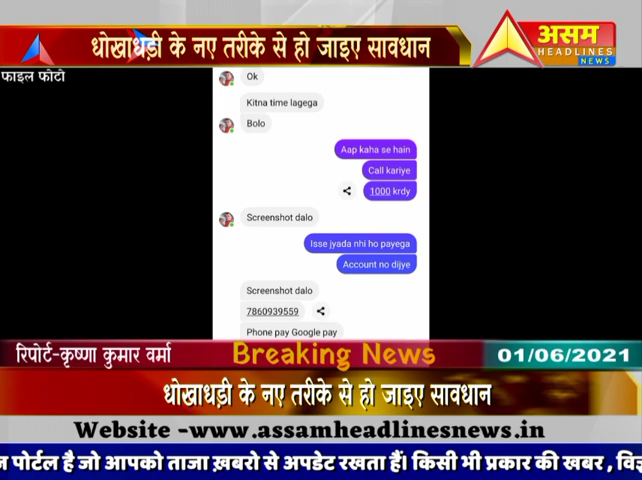 धोखाधड़ी के नए तरीके से हो जाइए सावधान
असम
HEADLINES
NEWS
फाइल फोटो
Ok
Kitna time lagega
Bolo
Aap kaha se hain
Call kariye
1000 krdy
Screenshot dalo
Isse jyada nhi ho payega
Account no dijye
Screenshot dalo
7860939559
Phone pay Google pay
रिपोर्ट-कृष्णा कुमार वर्मा
Breaking News
01/06/2021
धोखाधड़ी के नए तरीके से हो जाइए सावधान
Website -www.assamheadlinesnews.in
न पोर्टल है जो आपको ताजा ख़बरो से अपडेट रखता हैं। किसी भी प्रकार की खबर , विज्ञ